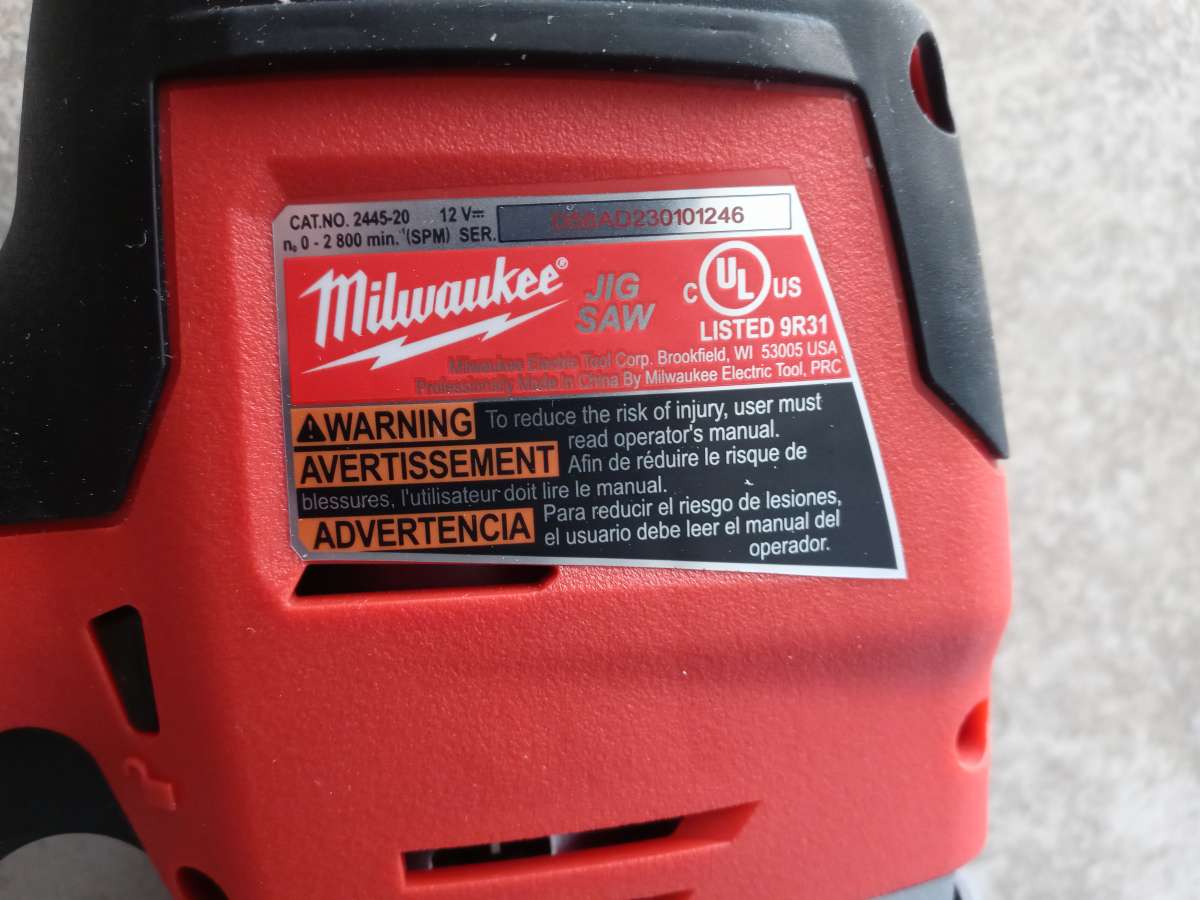 CAT.NO. 2445-20 12 V⎓
n₀ 0 - 2 800 min.⁻¹(SPM) SER. AD230101246
Milwaukee®
JIG
SAW
C UL US
LISTED 9R31
Milwaukee Electric Tool Corp. Brookfield, WI 53005 USA
Professionally Made In China By Milwaukee Electric Tool, PRC
WARNING To reduce the risk of injury, user must
read operator's manual.
AVERTISSEMENT Afin de réduire le risque de
blessures, l'utilisateur doit lire le manual.
ADVERTENCIA Para reducir el riesgo de lesiones,
el usuario debe leer el manual del
operador.